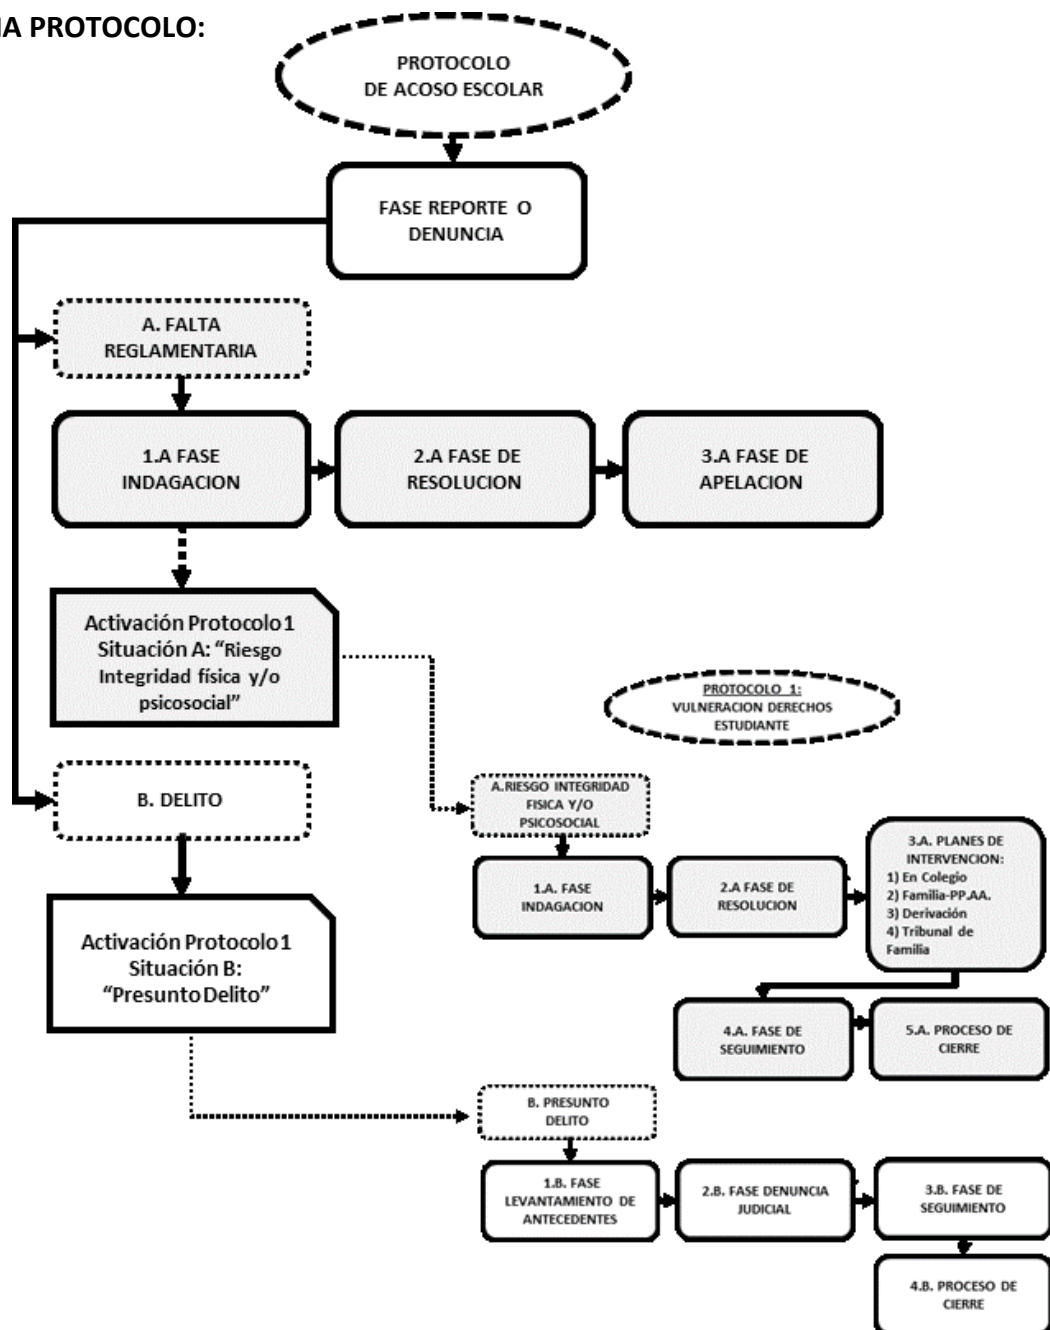 MA PROTOCOLO:
PROTOCOLO
DE ACOSO ESCOLAR
FASE REPORTE O
DENUNCIA
A. FALTA
REGLAMENTARIA
1.A FASE
INDAGACION
2.A FASE DE
RESOLUCION
3.A FASE DE
APELACION
Activación Protocolo 1
Situación A: “Riesgo
Integridad física y/o
psicosocial”
PROTOCOLO 1:
VULNERACION DERECHOS
ESTUDIANTE
B. DELITO
A.RIESGO INTEGRIDAD
FISICA Y/O
PSICOSOCIAL
1.A. FASE
INDAGACION
2.A FASE DE
RESOLUCION
3.A. PLANES DE
INTERVENCION:
1) En Colegio
2) Familia-PP.AA.
3) Derivación
4) Tribunal de
Familia
Activación Protocolo 1
Situación B:
“Presunto Delito”
4.A. FASE DE
SEGUIMIENTO
5.A. PROCESO DE
CIERRE
B. PRESUNTO
DELITO
1.B. FASE
LEVANTAMIENTO DE
ANTECEDENTES
2.B. FASE DENUNCIA
JUDICIAL
3.B. FASE DE
SEGUIMIENTO
4.B. PROCESO DE
CIERRE